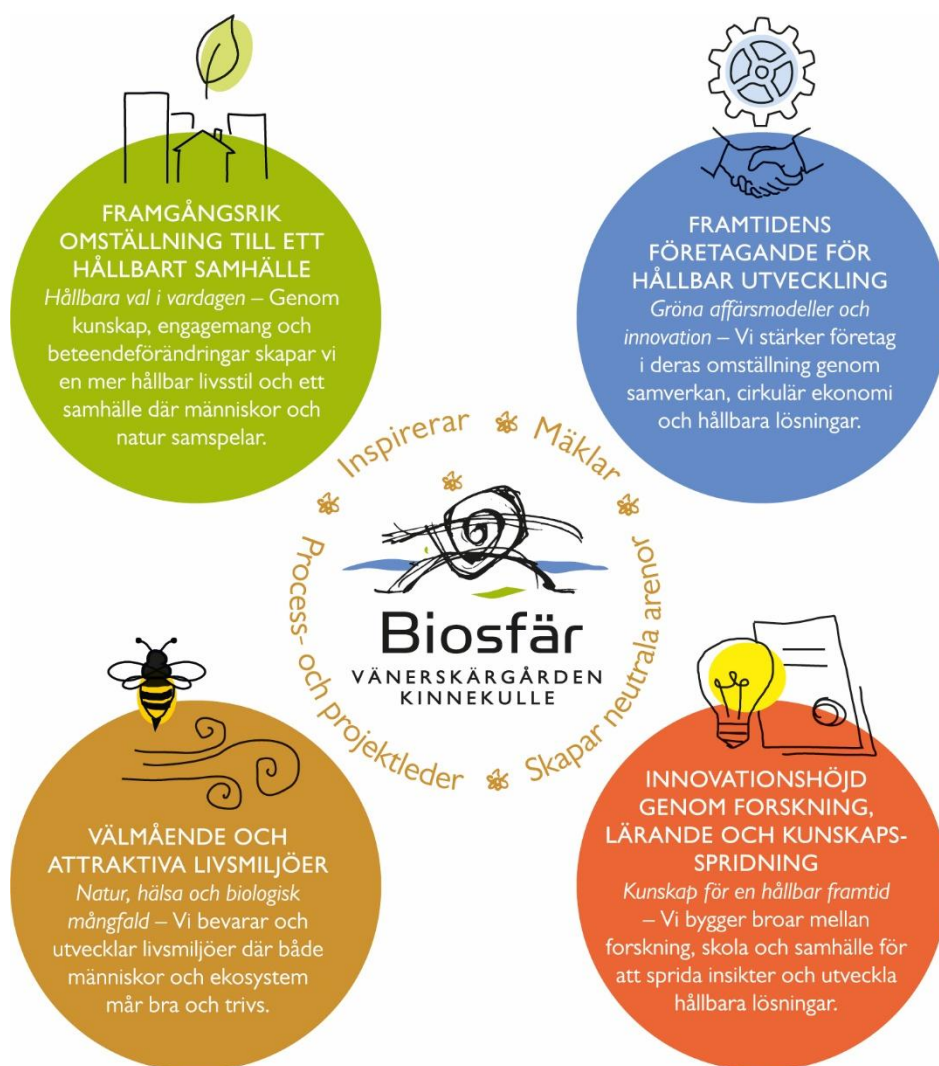 FRAMGÅNGSRIK
OMSTÄLLNING TILL ETT
HÅLLBART SAMHÄLLE
Hållbara val i vardagen – Genom
kunskap, engagemang och
beteendeförändringar skapar vi
en mer hållbar livsstil och ett
samhälle där människor och
natur samspelar.
FRAMTIDENS
FÖRETAGANDE FÖR
HÅLLBAR UTVECKLING
Gröna affärsmodeller och
innovation – Vi stärker företag
i deras omställning genom
samverkan, cirkulär ekonomi
och hållbara lösningar.
Inspirerar
Mäklar
Skapar neutrala arenor
Process- och projektleder
Biosfär
VÄNERSKÄRGÅRDEN
KINNEKULLE
VÄLMÅENDE OCH
ATTRAKTIVA LIVSMILJÖER
Natur, hälsa och biologisk
mångfald – Vi bevarar och
utvecklar livsmiljöer där både
människor och ekosystem
mår bra och trivs.
INNOVATIONSHÖJD
GENOM FORSKNING,
LÄRANDE OCH KUNSKAPS-
SPRIDNING
Kunskap för en hållbar framtid
– Vi bygger broar mellan
forskning, skola och samhälle för
att sprida insikter och utveckla
hållbara lösningar.